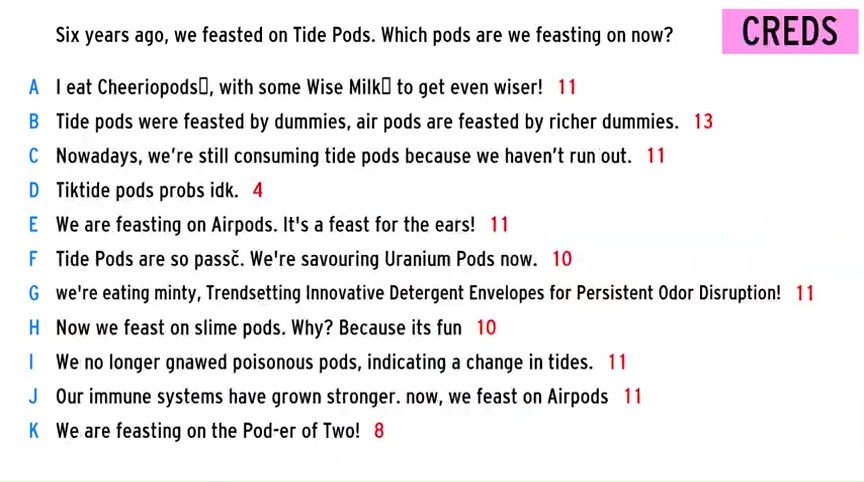 Six years ago, we feasted on Tide Pods. Which pods are we feasting on now?
CREDS
A I eat Cheeriopods▯, with some Wise Milk▯ to get even wiser! 11
B Tide pods were feasted by dummies, air pods are feasted by richer dummies. 13
C Nowadays, we're still consuming tide pods because we haven't run out. 11
D Tiktide pods probs idk. 4
E We are feasting on Airpods. It's a feast for the ears! 11
F Tide Pods are so passč. We're savouring Uranium Pods now. 10
G we're eating minty, Trendsetting Innovative Detergent Envelopes for Persistent Odor Disruption! 11
H Now we feast on slime pods. Why? Because its fun 10
I We no longer gnawed poisonous pods, indicating a change in tides. 11
J Our immune systems have grown stronger. now, we feast on Airpods 11
K We are feasting on the Pod-er of Two! 8